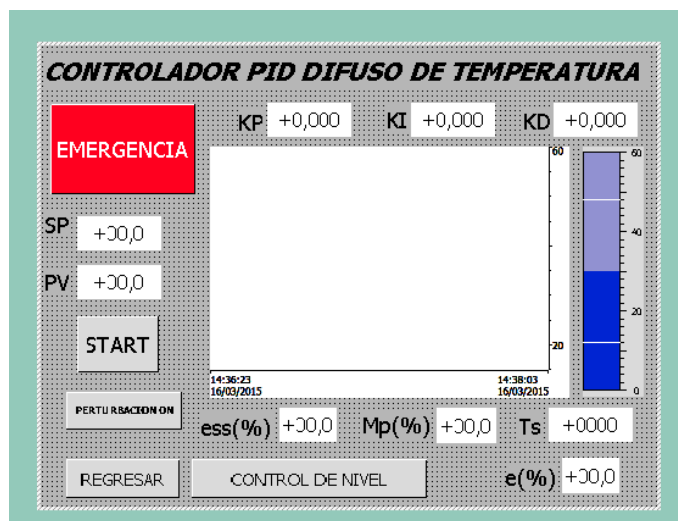 CONTROLADOR PID DIFUSO DE TEMPERATURA
EMERGENCIA
KP +0,000 KI +0,000 KD +0,000
SP +00,0
PV +00,0
START
PERTURBACION ON
60
20
14:36:23
16/03/2015
14:38:03
16/03/2015
60
40
20
0
ess(%) +00,0 Mp(%) +00,0 Ts +0000
REGRESAR
CONTROL DE NIVEL
e(%) +00,0